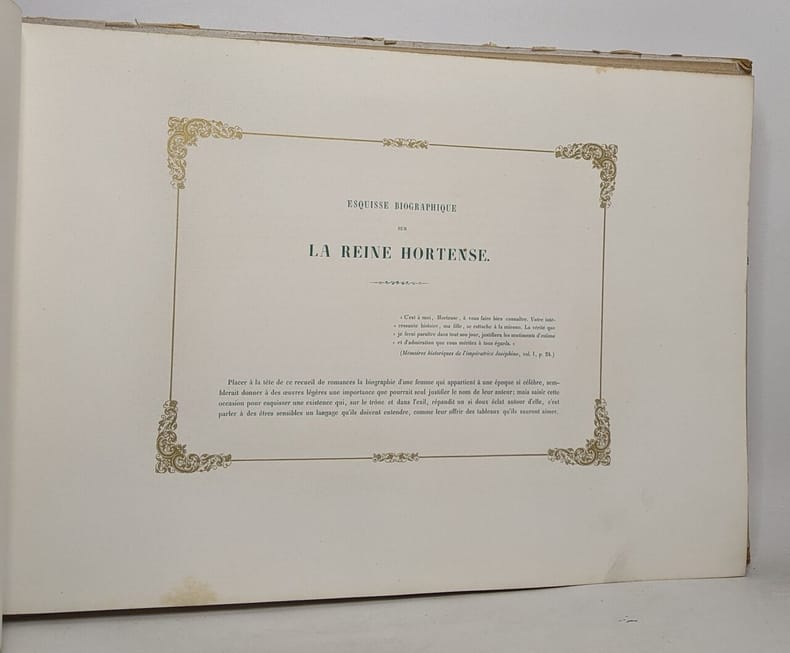 ESQUISSE BIOGRAPHIQUE
SUR
LA REINE HORTENSE.
« C'est à moi, Hortense, à vous faire bien connaître. Votre inté-
« ressante histoire, ma fille, se rattache à la mienne. La vérité que
« je ferai paraître dans tout son jour, justifiera les sentiments d'estime
« et d'admiration que vous méritez à tous égards. »
(Mémoires historiques de l'impératrice Joséphine, vol. I, p. 24.)
Placer à la tête de ce recueil de romances la biographie d'une femme qui appartient à une époque si célèbre, sem-
blerait donner à des œuvres légères une importance que pourrait seul justifier le nom de leur auteur; mais saisir cette
occasion pour esquisser une existence qui, sur le trône et dans l'exil, répandit un si doux éclat autour d'elle, c'est
parler à des êtres sensibles un langage qu'ils doivent entendre, comme leur offrir des tableaux qu'ils sauront aimer.